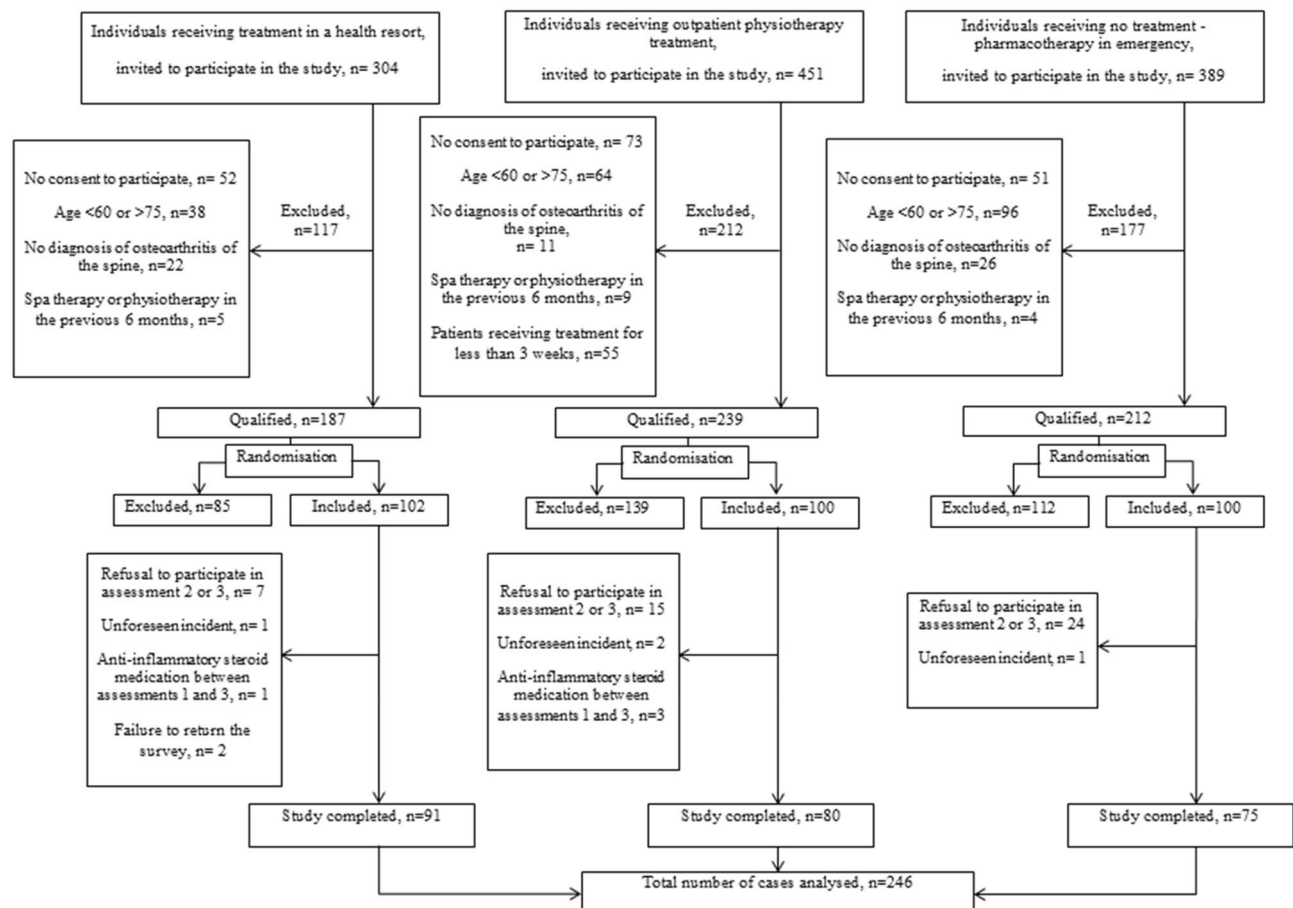 Individuals receiving treatment in a health resort,
invited to participate in the study, n= 304
Individuals receiving outpatient physiotherapy
treatment,
invited to participate in the study, n= 451
Individuals receiving no treatment -
pharmacotherapy in emergency,
invited to participate in the study, n= 389
No consent to participate, n= 52
Age <60 or >75, n=38
No diagnosis of osteoarthritis of
the spine, n=22
Spa therapy or physiotherapy in
the previous 6 months, n=5
Excluded,
n=117
No consent to participate, n= 73
Age <60 or >75, n=64
No diagnosis of osteoarthritis of
the spine,
n= 11
Spa therapy or physiotherapy in
the previous 6 months, n=9
Patients receiving treatment for
less than 3 weeks, n=55
Excluded,
n=212
No consent to participate, n= 51
Age <60 or >75, n=96
No diagnosis of osteoarthritis of
the spine, n=26
Spa therapy or physiotherapy in
the previous 6 months, n=4
Excluded,
n=177
Qualified, n=187
Qualified, n=239
Qualified, n=212
Randomisation
Randomisation
Randomisation
Excluded, n=85
Included, n=102
Excluded, n=139
Included, n=100
Excluded, n=112
Included, n=100
Refusal to participate in
assessment 2 or 3, n= 7
Unforeseen incident, n= 1
Anti-inflammatory steroid
medication between
assessments 1 and 3, n= 1
Failure to return the
survey, n= 2
Refusal to participate in
assessment 2 or 3, n= 15
Unforeseen incident, n= 2
Anti-inflammatory steroid
medication between
assessments 1 and 3, n=3
Refusal to participate in
assessment 2 or 3, n= 24
Unforeseen incident, n= 1
Study completed, n=91
Study completed, n=80
Study completed, n=75
Total number of cases analysed, n=246